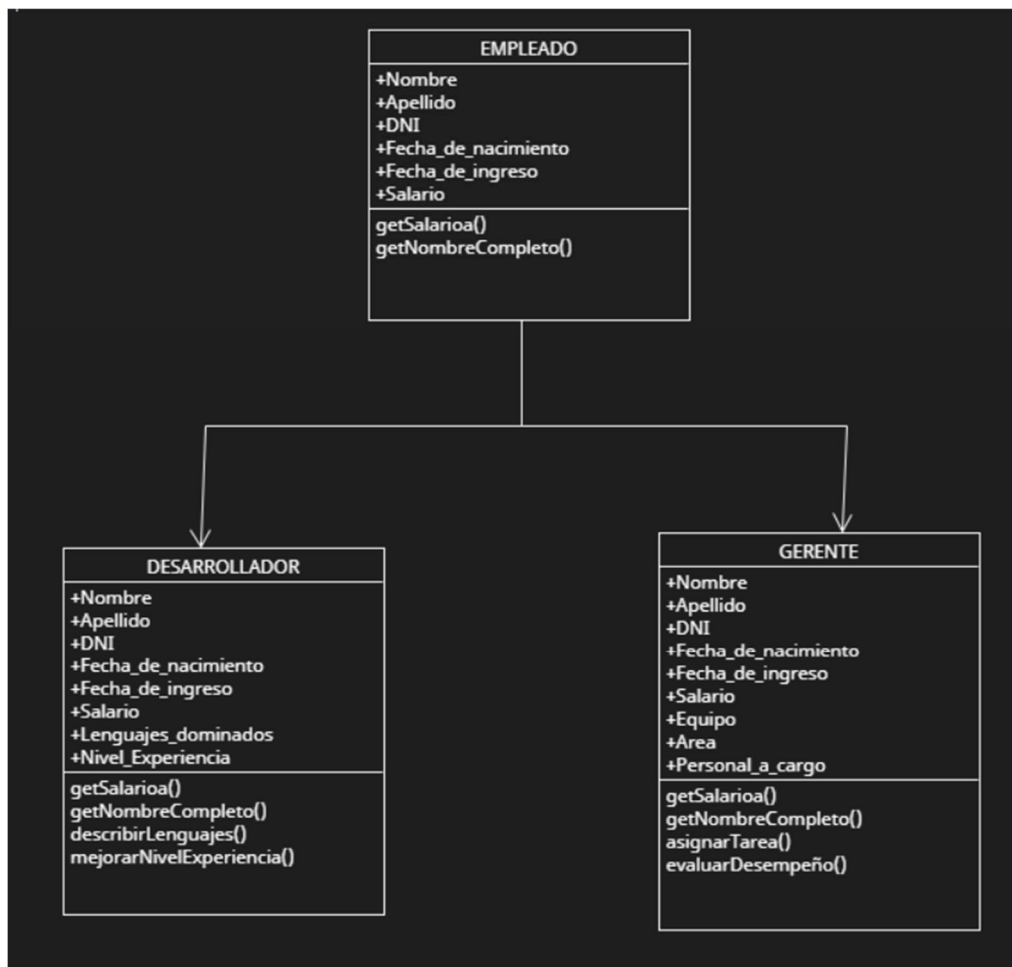 EMPLEADO
+Nombre
+Apellido
+DNI
+Fecha_de_nacimiento
+Fecha_de_ingreso
+Salario
getSalarioa()
getNombreCompleto()
DESARROLLADOR
+Nombre
+Apellido
+DNI
+Fecha_de_nacimiento
+Fecha_de_ingreso
+Salario
+Lenguajes_dominados
+Nivel_Experiencia
getSalarioa()
getNombreCompleto()
describirLenguajes()
mejorarNivelExperiencia()
GERENTE
+Nombre
+Apellido
+DNI
+Fecha_de_nacimiento
+Fecha_de_ingreso
+Salario
+Equipo
+Area
+Personal_a_cargo
getSalarioa()
getNombreCompleto()
asignarTarea()
evaluarDesempeño()